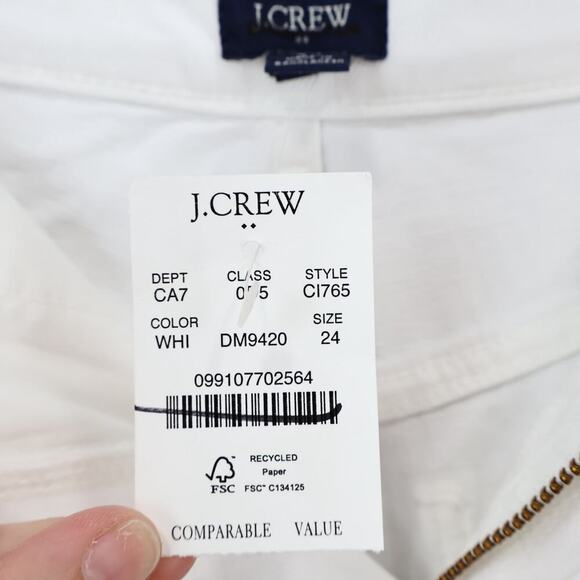 J.CREW
J.CREW
DEPT CLASS STYLE
CA7 CI765
COLOR SIZE
WHI DM9420 24
099107702564
RECYCLED
Paper
FSC FSC™ C134125
COMPARABLE VALUE